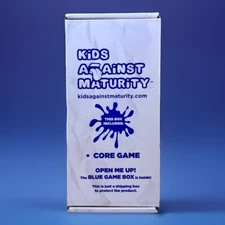 KiDS
AGAiNST
MATURiTY™
kidsagainstmaturity.com
THIS BOX
INCLUDES:
• CORE GAME
OPEN ME UP!
The BLUE GAME BOX is inside!
This is just a shipping box
to protect the product.